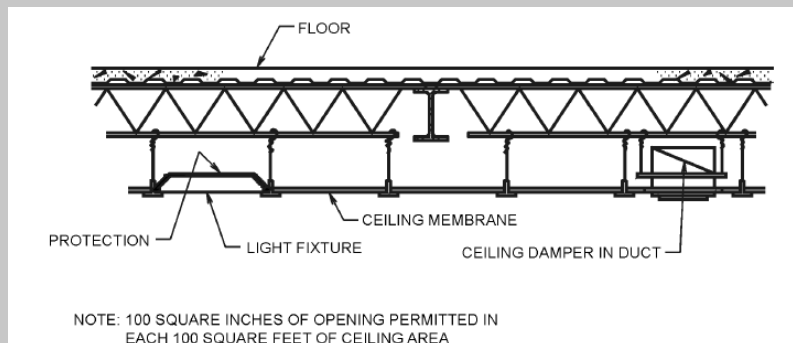 FLOOR
CEILING MEMBRANE
PROTECTION
LIGHT FIXTURE
CEILING DAMPER IN DUCT
NOTE: 100 SQUARE INCHES OF OPENING PERMITTED IN
EACH 100 SQUARE FEET OF CEILING AREA